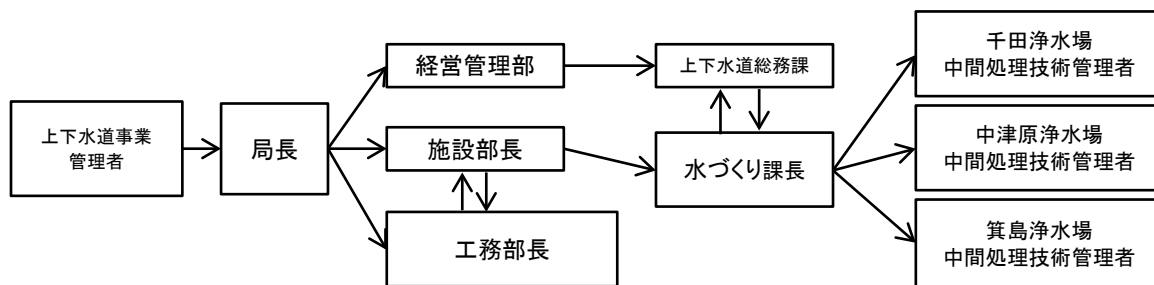 上下水道事業
管理者
局長
経営管理部
施設部長
工務部長
上下水道総務課
水づくり課長
千田浄水場
中間処理技術管理者
中津原浄水場
中間処理技術管理者
箕島浄水場
中間処理技術管理者